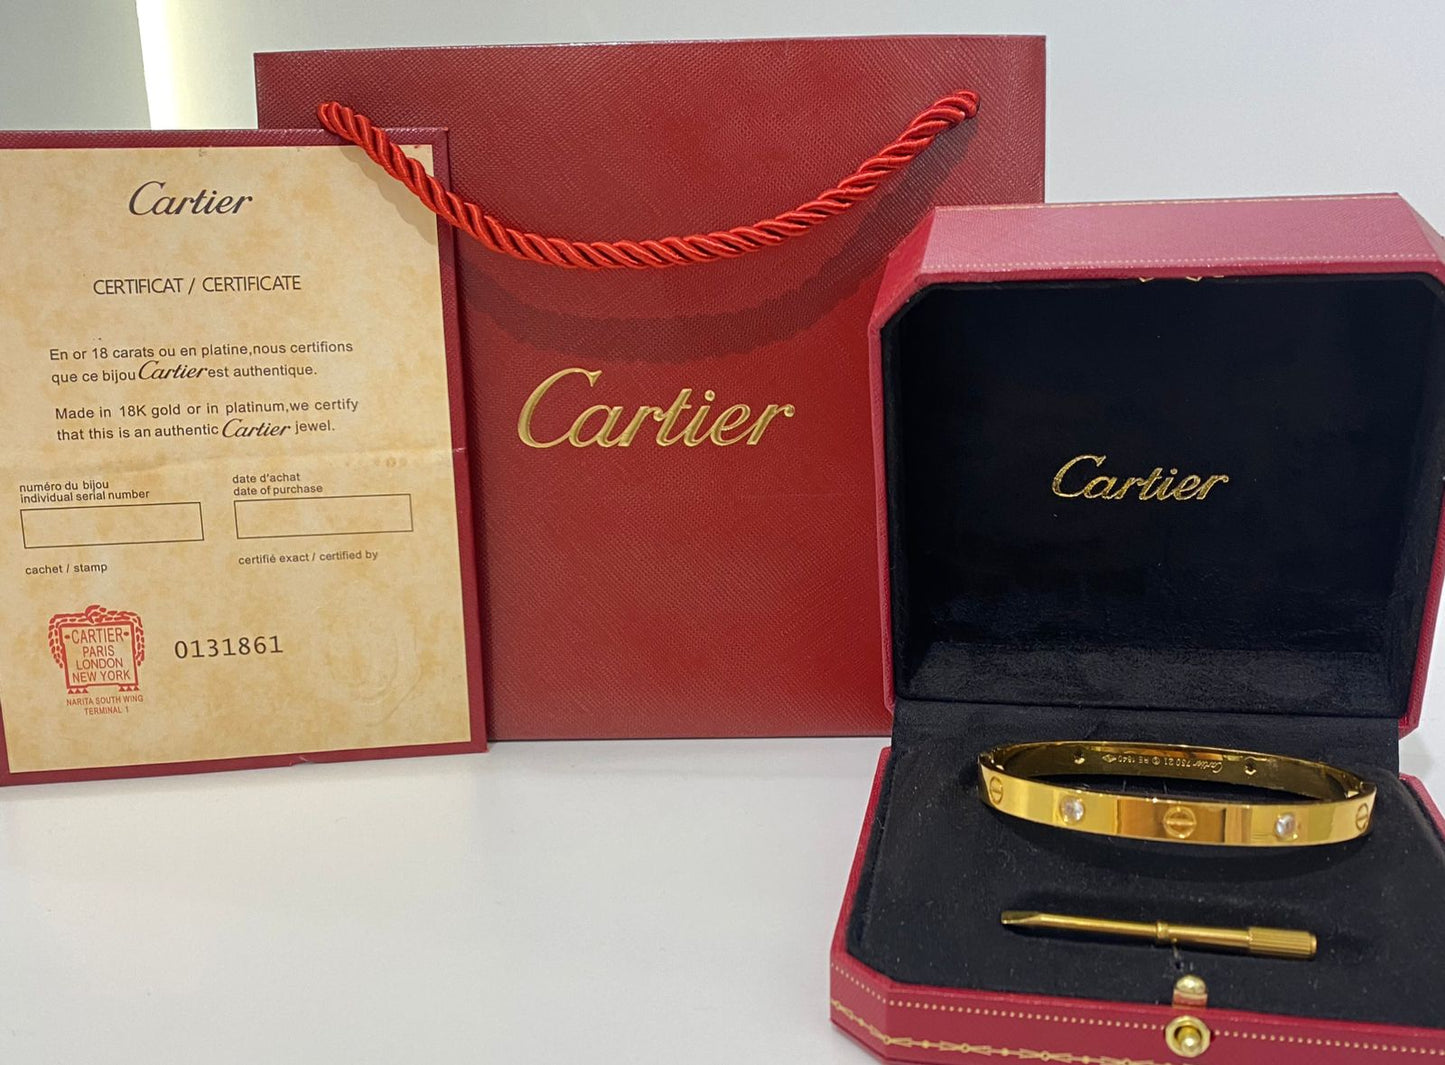 Cartier
CERTIFICAT / CERTIFICATE
En or 18 carats ou en platine,nous certifions
que ce bijou Cartier est authentique.
Made in 18K gold or in platinum,we certify
that this is an authentic Cartier jewel.
numéro du bijou
individual serial number
date d'achat
date of purchase
cachet / stamp
certifié exact / certified by
CARTIER
PARIS
LONDON
NEW YORK
NARITA SOUTH WING
TERMINAL 1
0131861
Cartier
Cartier
Cartier 750 21